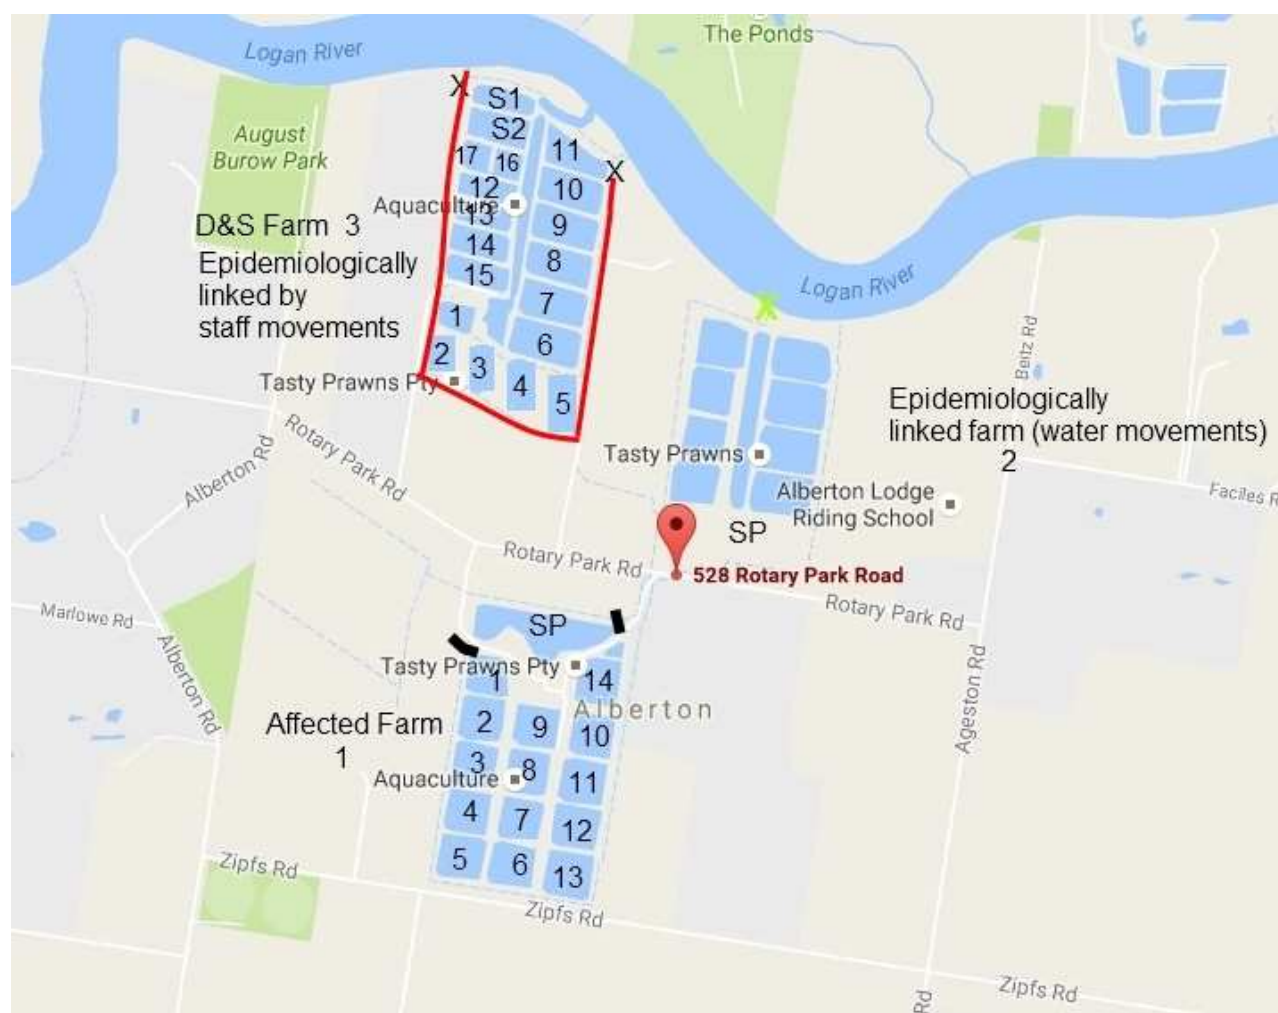 The Ponds
Logan River
S1
S2
August
Burow Park
17
16
11
X
X
12
10
Aquaculture
13
D&S Farm 3
9
14
Epidemiologically
linked by
staff movements
8
15
Logan River
X
7
1
6
Beitz Rd
2
3
Tasty Prawns Pty
4
5
Epidemiologically
linked farm (water movements)
2
Rotary Park Rd
Alberton Rd
Tasty Prawns
Alberton Lodge
Riding School
Faciles R
SP
Rotary Park Rd
528 Rotary Park Road
Rotary Park Rd
Marlowe Rd
SP
Alberton Rd
Tasty Prawns Pty
1
14
Alberton
Ageston Rd
Affected Farm
1
2
9
10
3
8
Aquaculture
11
4
7
12
5
6
13
Zipfs Rd
Zipfs Rd
Zipfs Rd
Rd